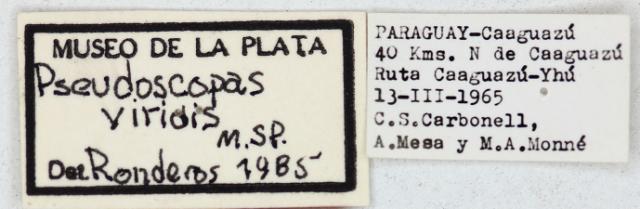 MUSEO DE LA PLATA
Pseudoscopas
viridis
M.SP.
Det. Ronderos 1985
PARAGUAY-Caaguazú
40 Kms. N de Caaguazú
Ruta Caaguazú-Yhú
13-III-1965
C.S.Carbonell,
A.Mesa y M.A.Monné